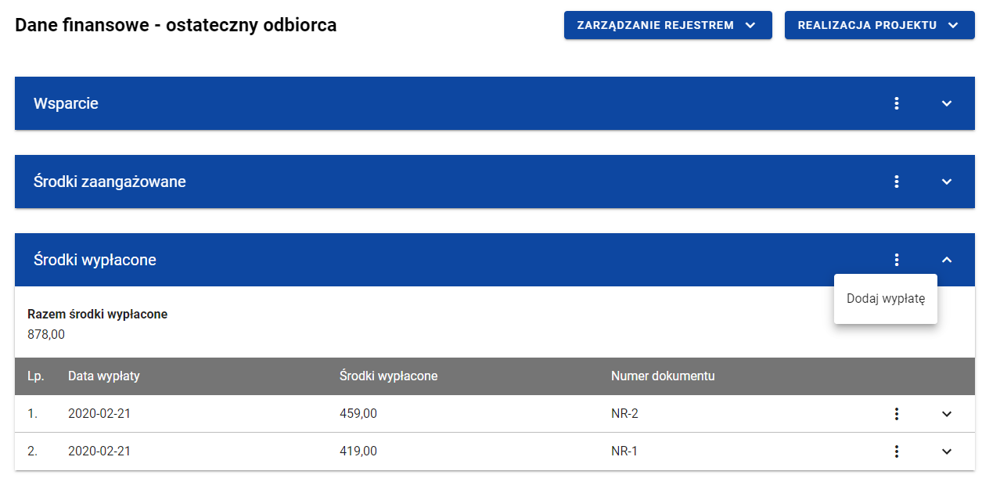 Dane finansowe - ostateczny odbiorca
ZARZĄDZANIE REJESTREM
REALIZACJA PROJEKTU
Wsparcie
Środki zaangażowane
Środki wypłacone
Dodaj wypłatę
Razem środki wypłacone
878,00
Lp. Data wypłaty Środki wypłacone Numer dokumentu
1. 2020-02-21 459,00 NR-2
2. 2020-02-21 419,00 NR-1